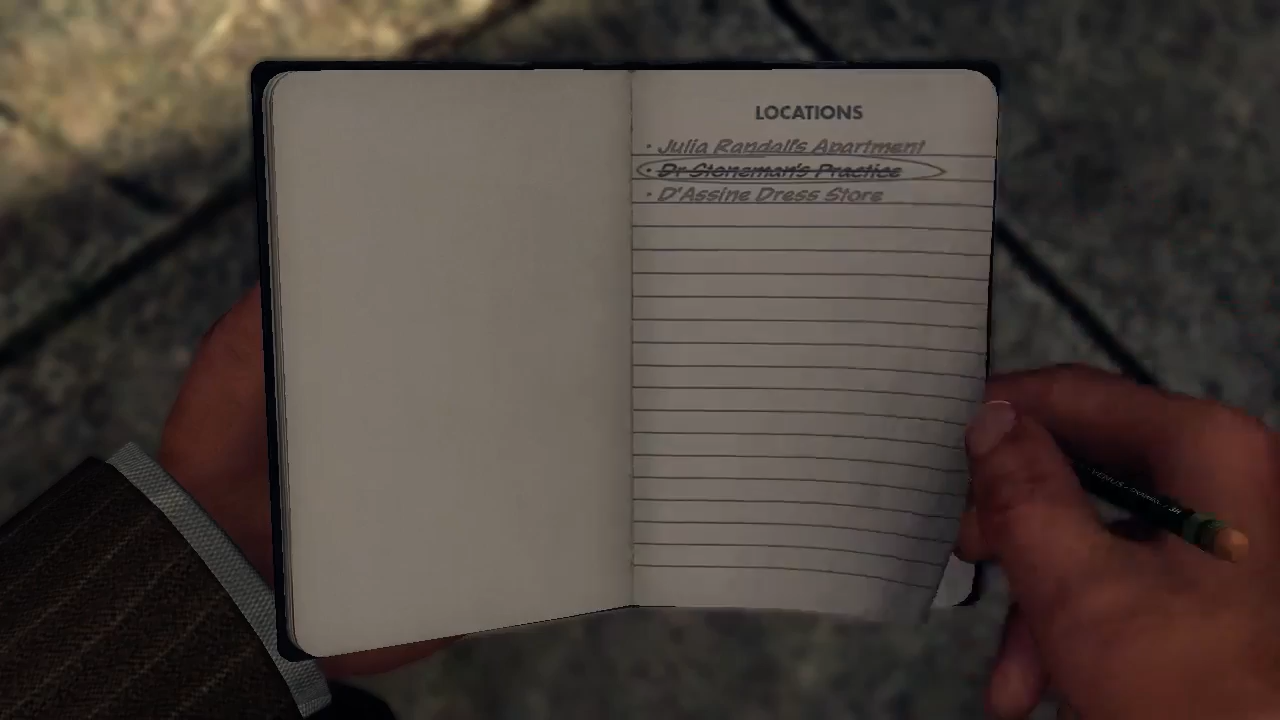 LOCATIONS
· Julia Randall's Apartment
· Dr Stoneman's Practice
· D'Assine Dress Store